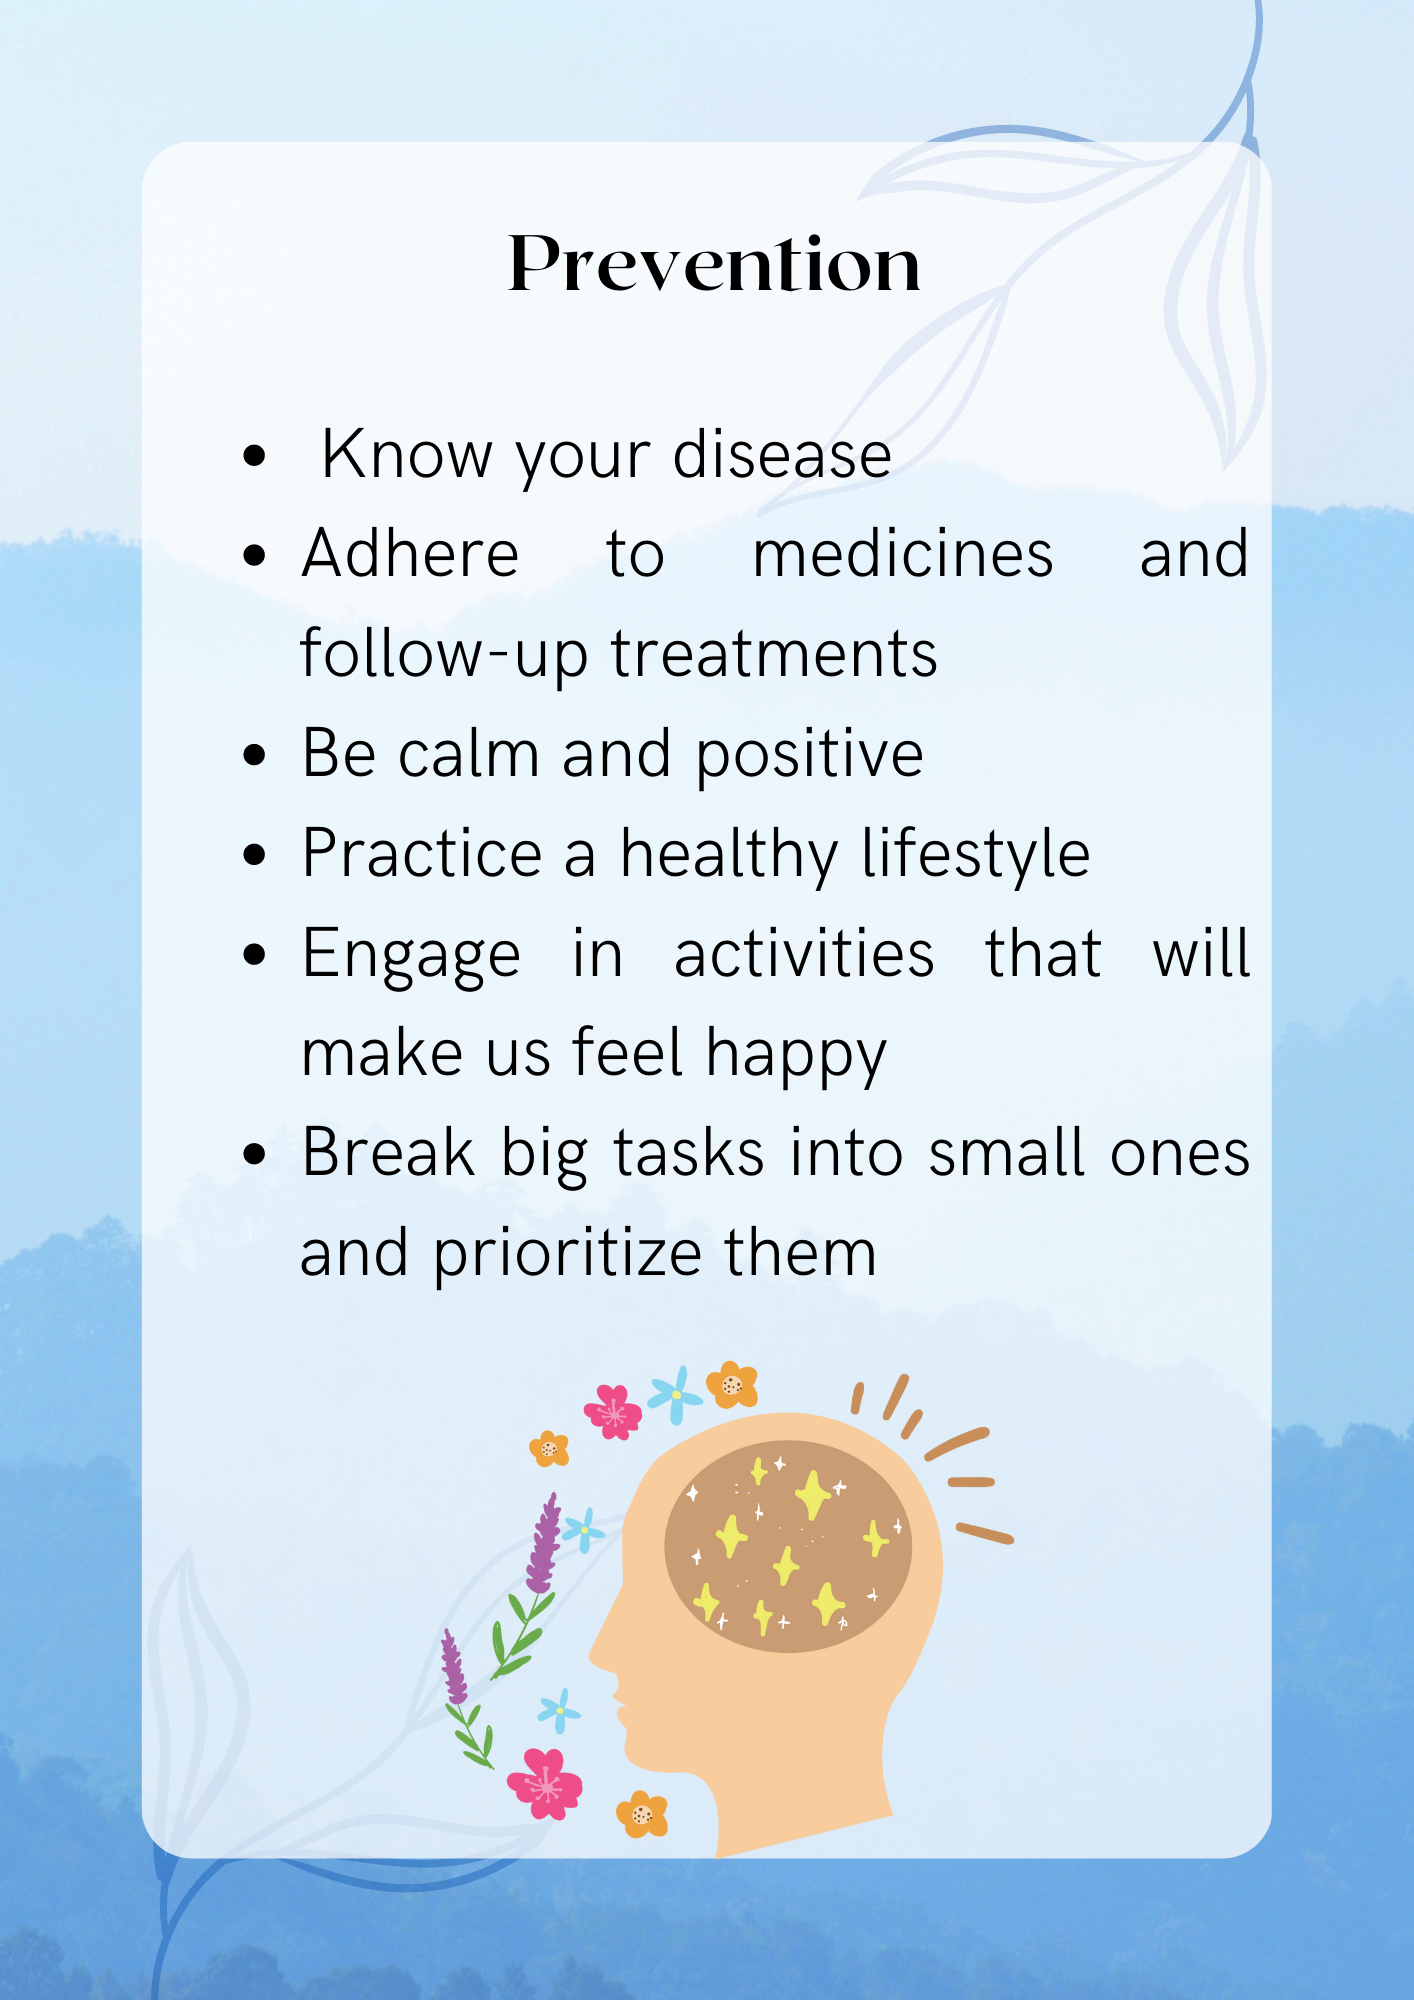 Prevention
• Know your disease
• Adhere to medicines and
follow-up treatments
• Be calm and positive
• Practice a healthy lifestyle
• Engage in activities that will
make us feel happy
• Break big tasks into small ones
and prioritize them